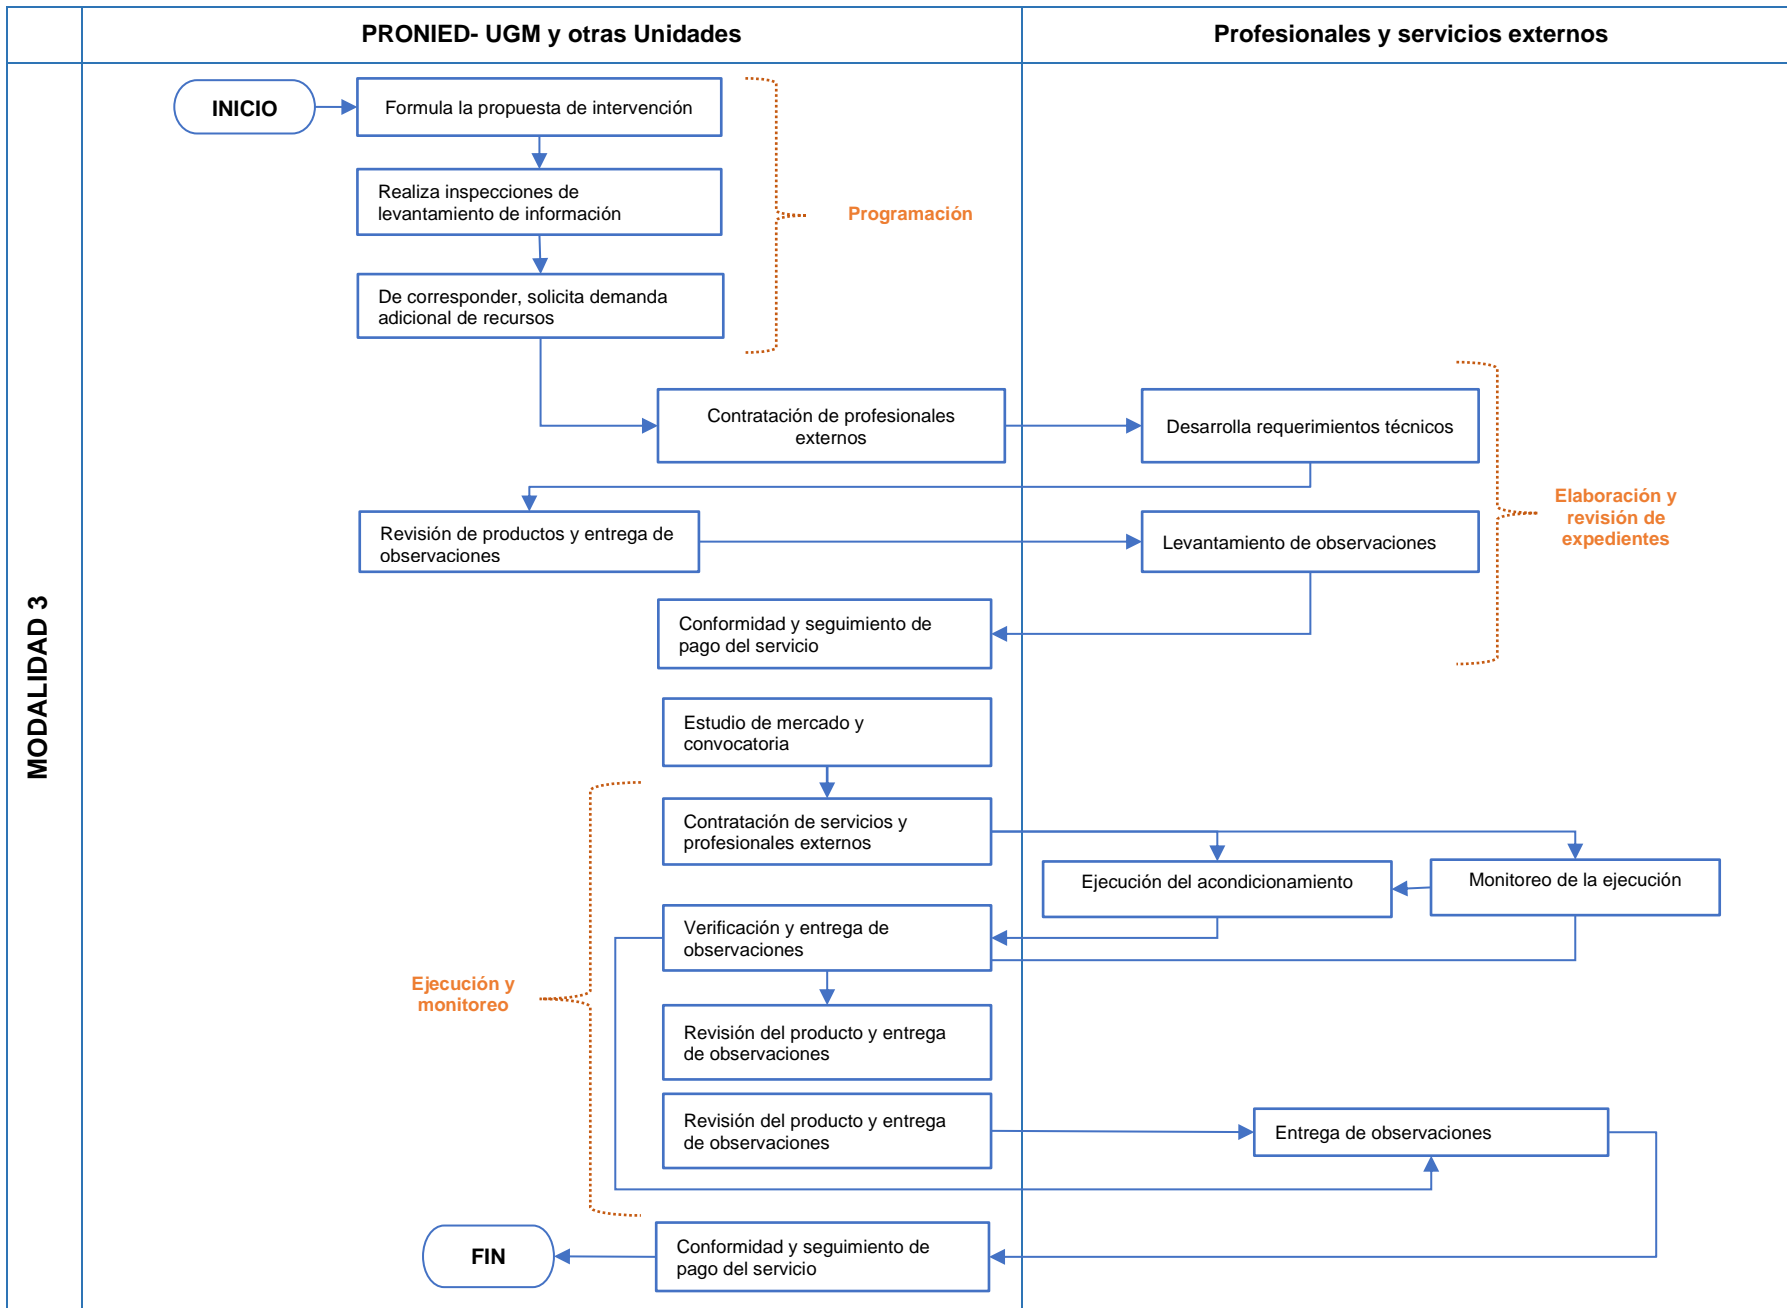 PRONIED- UGM y otras Unidades
Profesionales y servicios externos
MODALIDAD 3
INICIO
Formula la propuesta de intervención
Realiza inspecciones de
levantamiento de información
Programación
De corresponder, solicita demanda
adicional de recursos
Contratación de profesionales
externos
Desarrolla requerimientos técnicos
Elaboración y
revisión de
expedientes
Revisión de productos y entrega de
observaciones
Levantamiento de observaciones
Conformidad y seguimiento de
pago del servicio
Estudio de mercado y
convocatoria
Contratación de servicios y
profesionales externos
Ejecución del acondicionamiento
Monitoreo de la ejecución
Verificación y entrega de
observaciones
Ejecución y
monitoreo
Revisión del producto y entrega
de observaciones
Revisión del producto y entrega
de observaciones
Entrega de observaciones
Conformidad y seguimiento de
pago del servicio
FIN